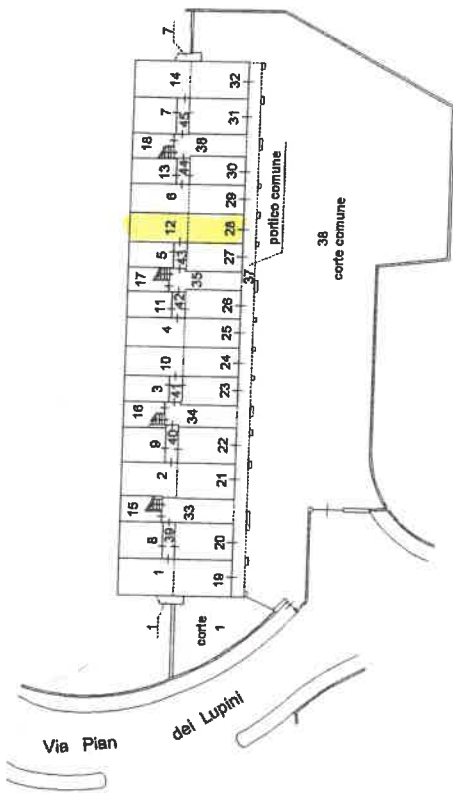 7
15 16 17 18
1 8 2 9 3 10 4 11 5 12 6 13 7 14
39 40 41 42 43 44 45
33 34 35 36
19 20 21 22 23 24 25 26 27 28 29 30 31 32
37
portico comune
1
corte
1
38
corte comune
Via Pian dei Lupini